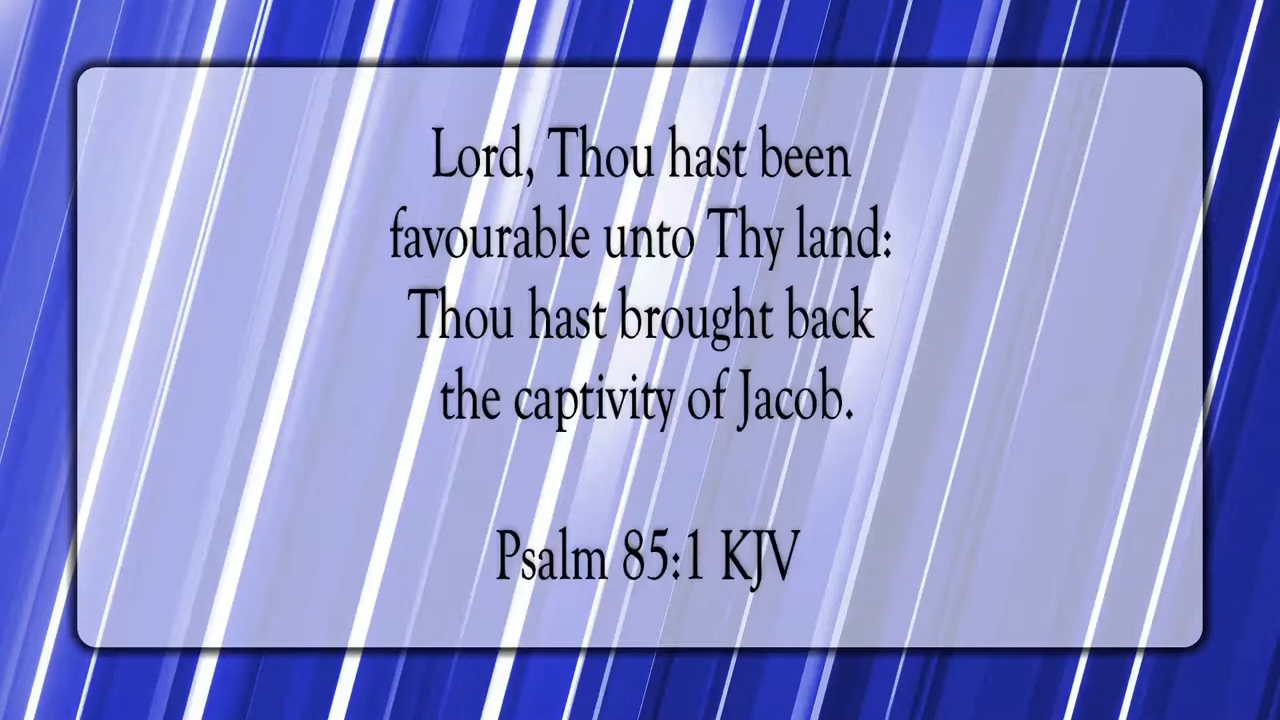 Lord, Thou hast been
favourable unto Thy land:
Thou hast brought back
the captivity of Jacob.
Psalm 85:1 KJV